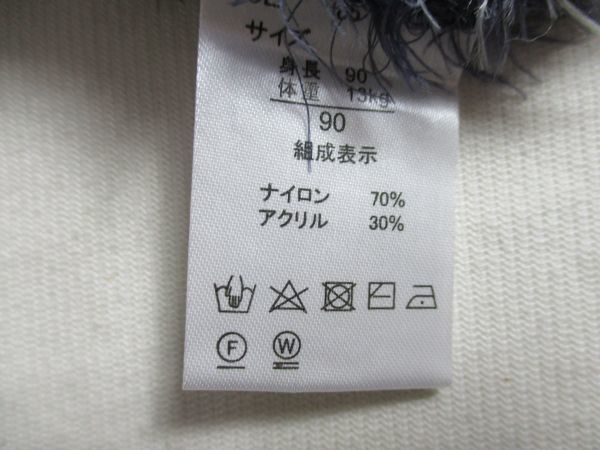 サイズ
身長 90
体重 13kg
90
組成表示
ナイロン 70%
アクリル 30%
F
W